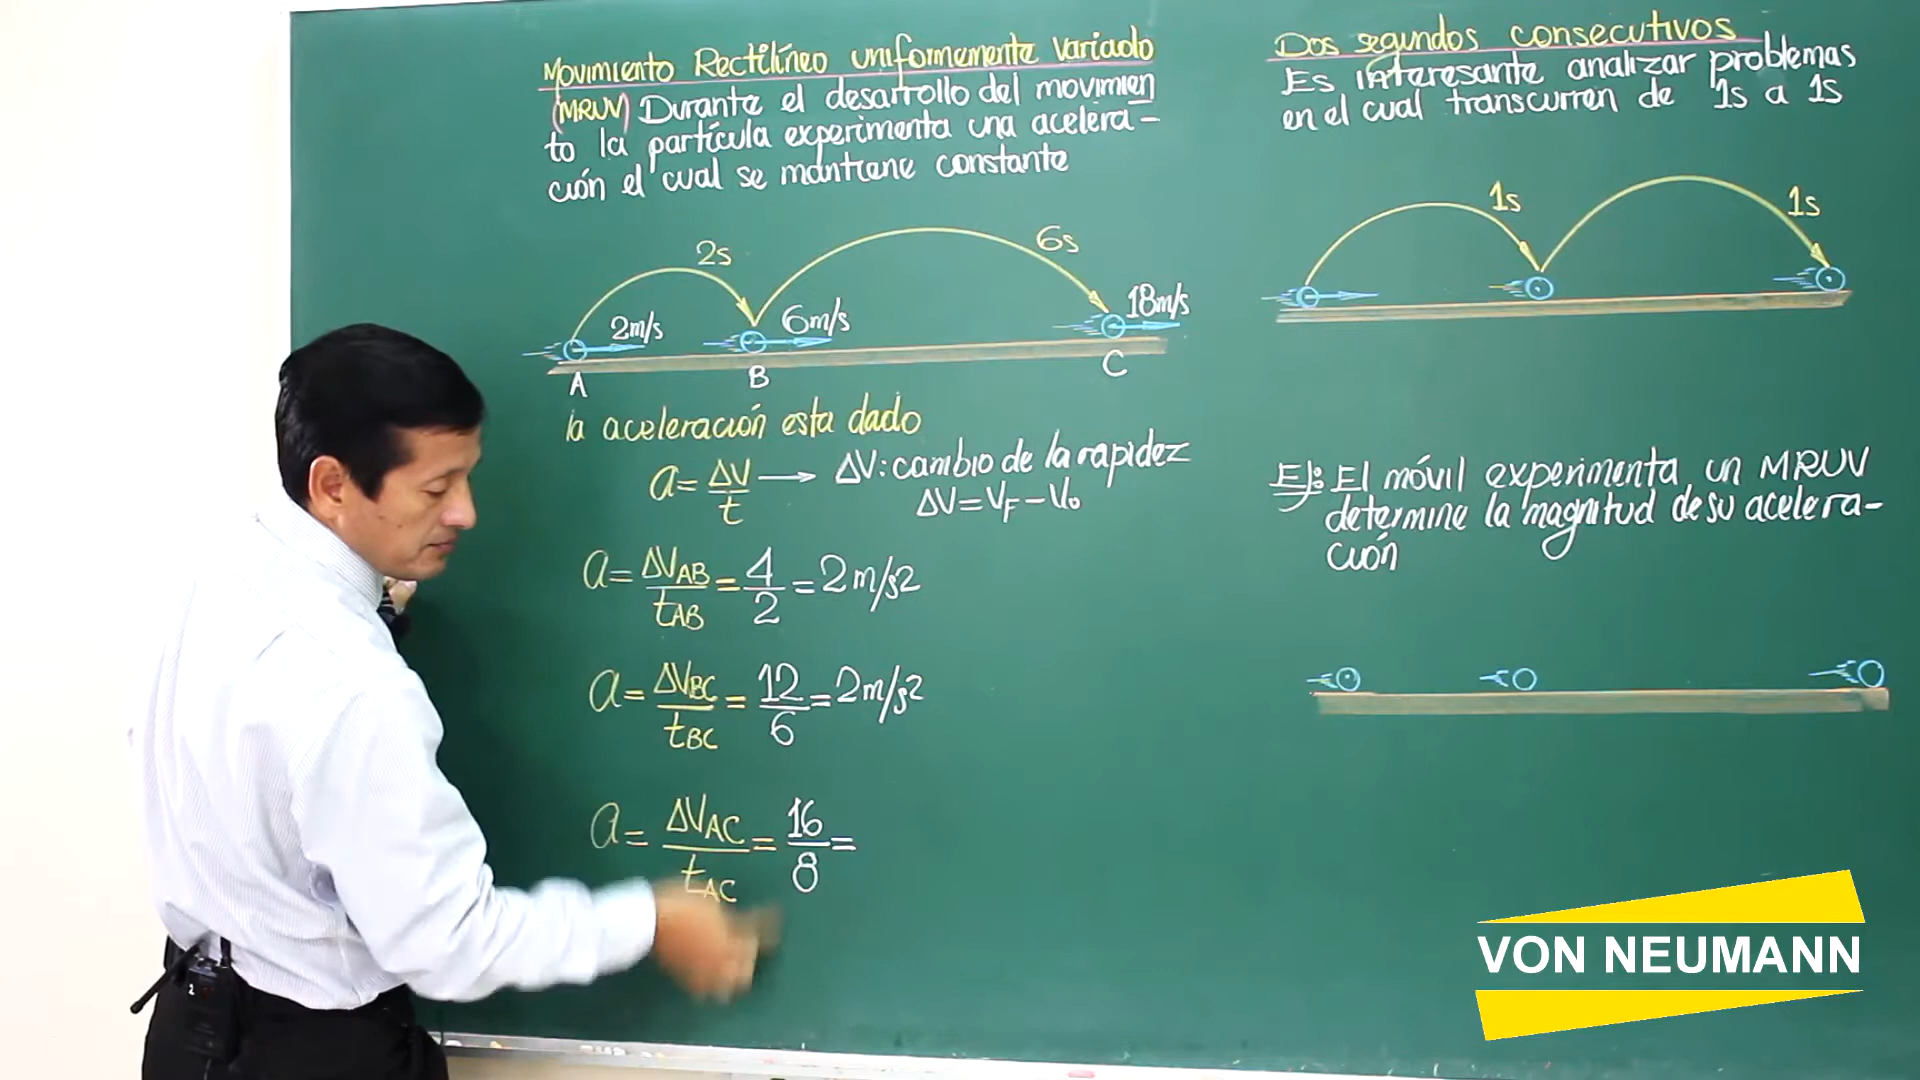 Movimiento Rectilíneo uniformemente variado
(MRUV) Durante el desarrollo del movimien
to la partícula experimenta una acelera-
ción el cual se mantiene constante
2s
6s
2m/s
6m/s
18m/s
A
B
C
la aceleración esta dado
a = ΔV/t → ΔV: cambio de la rapidez
ΔV = VF - V₀
a = ΔVAB/tAB = 4/2 = 2m/s2
a = ΔVBC/tBC = 12/6 = 2m/s2
a = ΔVAC/tAC = 16/8 =
Dos segundos consecutivos
Es interesante analizar problemas
en el cual transcurren de 1s a 1s
1s
1s
Ej: El móvil experimenta un MRUV
determine la magnitud de su acelera-
ción
VON NEUMANN
2